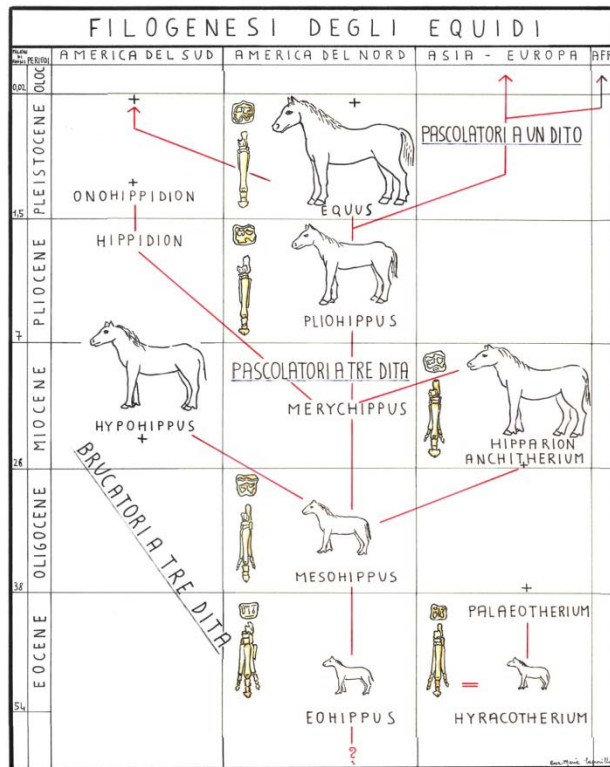 FILOGENESI DEGLI EQUIDI
PERIODI
AMERICA DEL SUD
AMERICA DEL NORD
ASIA - EUROPA
AFR
OLOC
0,02
PLEISTOCENE
PASCOLATORI A UN DITO
ONOHIPPIDION
EQUUS
1,5
HIPPIDION
PLIOCENE
PLIOHIPPUS
7
PASCOLATORI A TRE DITA
MERYCHIPPUS
HYPOHIPPUS
MIOCENE
HIPPARION
ANCHITHERIUM
26
BRUCATORI A TRE DITA
OLIGOCENE
MESOHIPPUS
38
PALAEOTHERIUM
EOCENE
=
EOHIPPUS
HYRACOTHERIUM
54
?